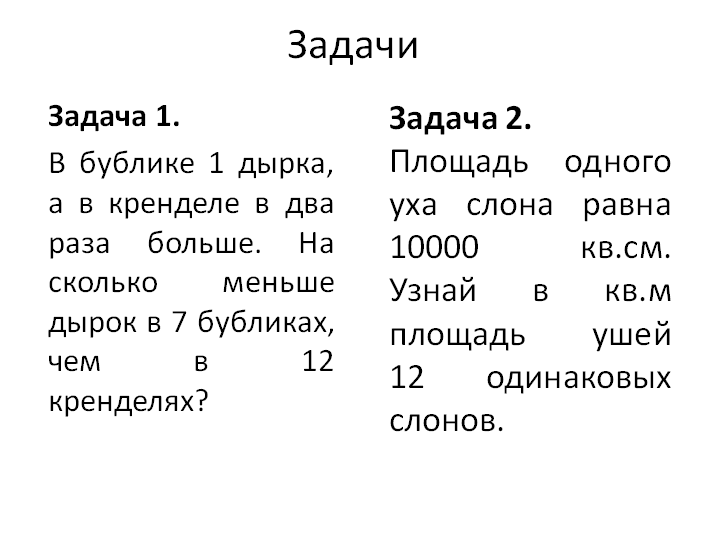 Задачи
Задача 1.
В бублике 1 дырка,
а в кренделе в два
раза больше. На
сколько меньше
дырок в 7 бубликах,
чем в 12
кренделях?
Задача 2.
Площадь одного
уха слона равна
10000 кв.см.
Узнай в кв.м
площадь ушей
12 одинаковых
слонов.